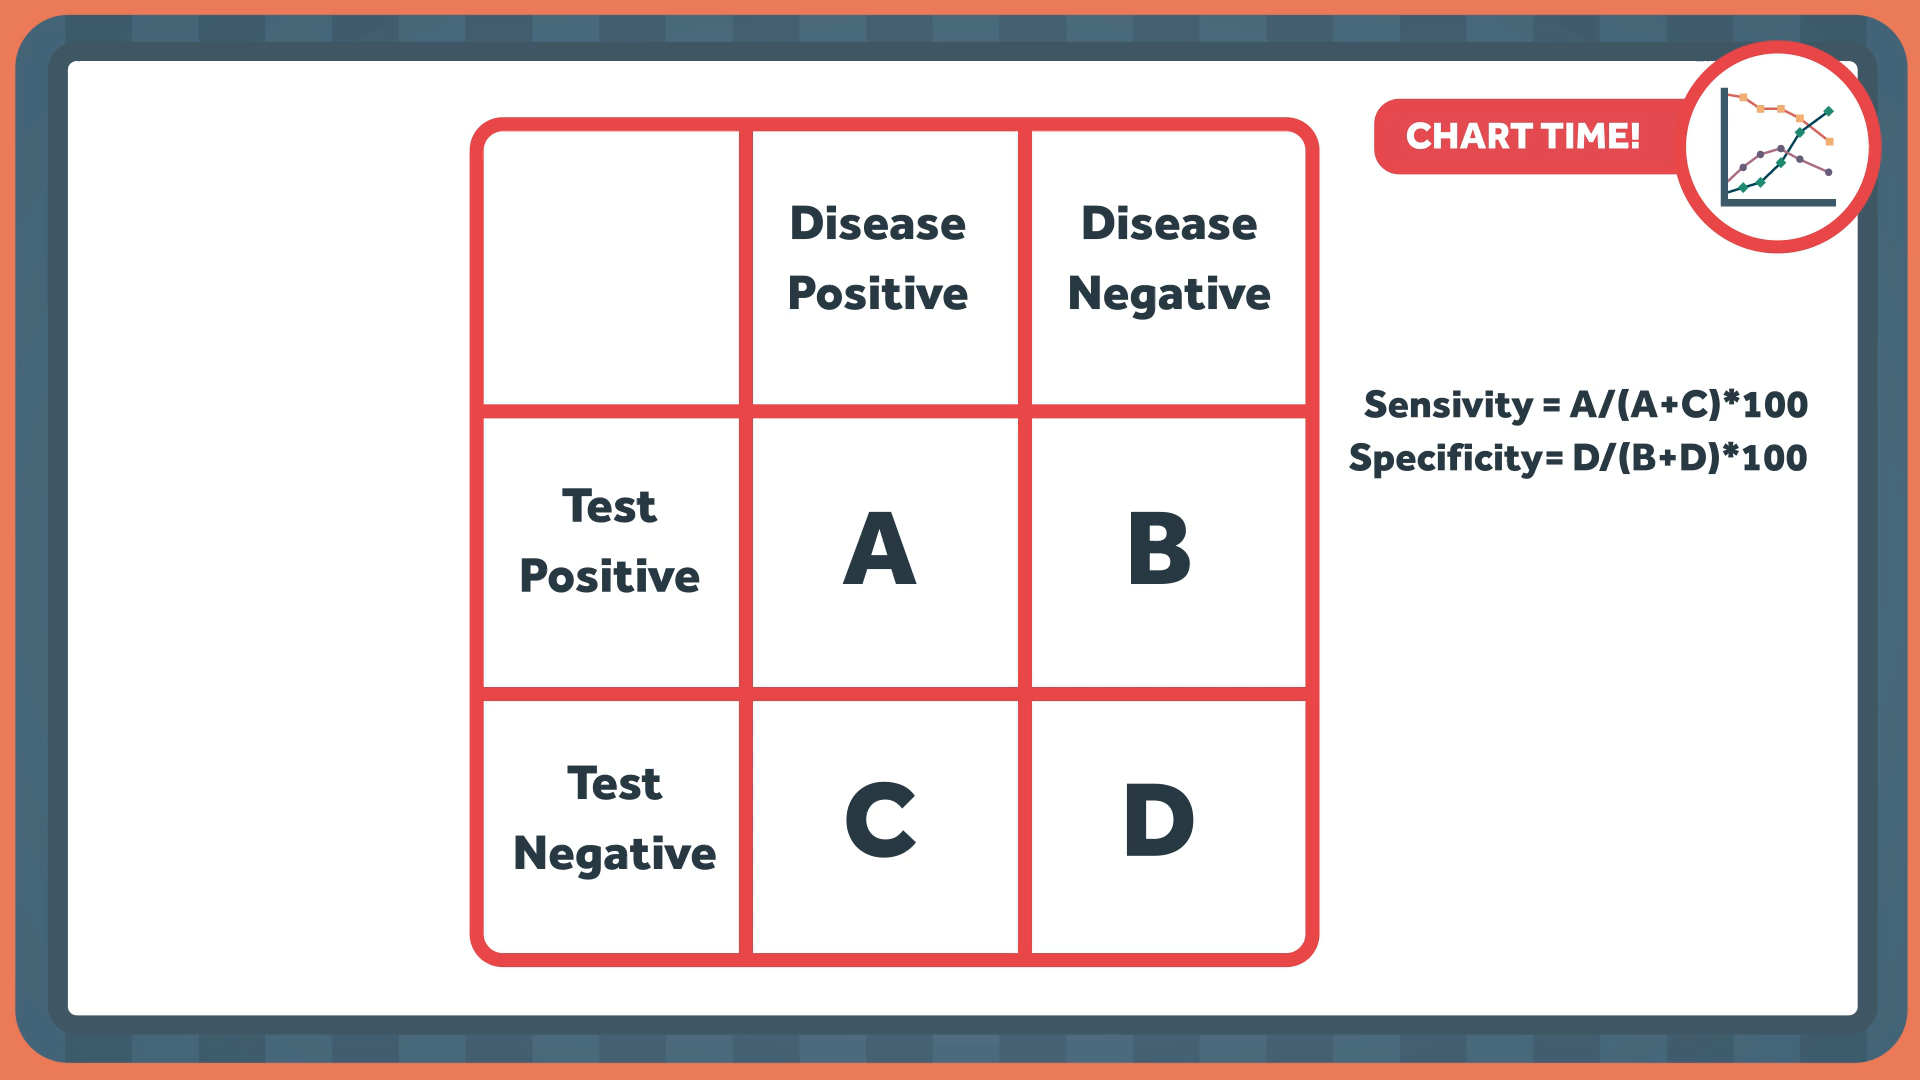 CHART TIME!
Disease
Positive
Disease
Negative
Sensivity = A/(A+C)*100
Specificity= D/(B+D)*100
Test
Positive
A
B
Test
Negative
C
D